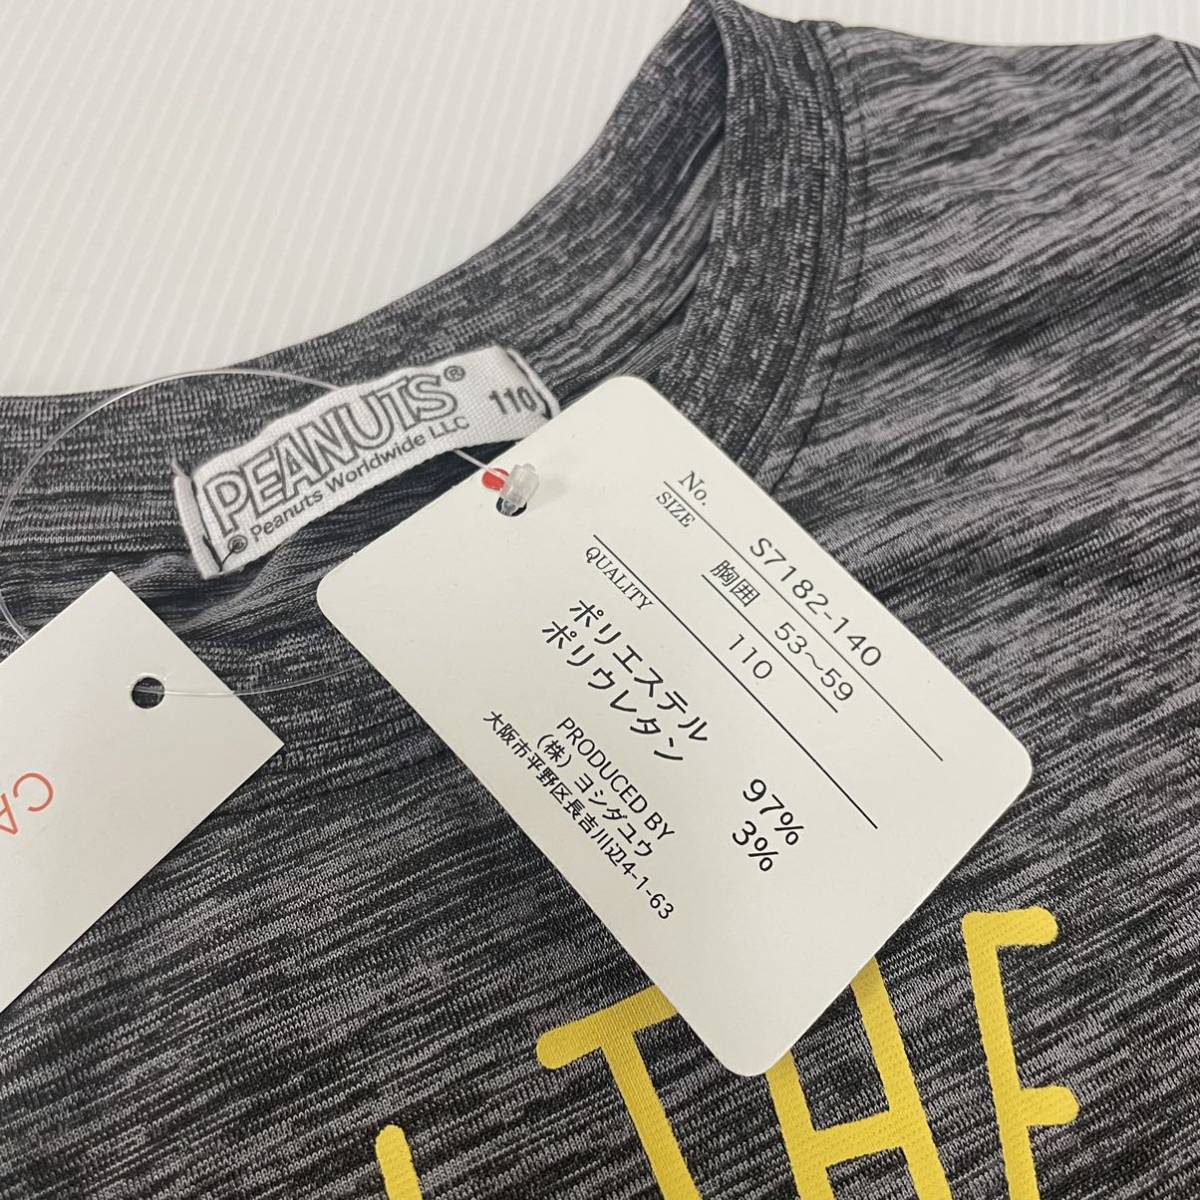 PEANUTS®
110
© Peanuts Worldwide LLC
No. S7182-140
SIZE 胸囲 53～59
110
QUALITY
ポリエステル 97%
ポリウレタン 3%
PRODUCED BY
(株)ヨシダユウ
大阪市平野区長吉川辺4-1-63
CA
THE